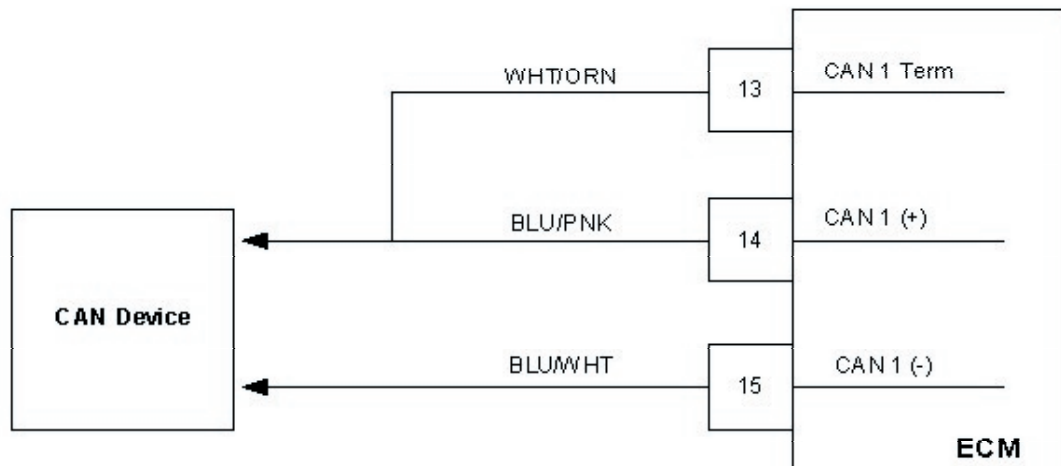 WHT/ORN
13
CAN 1 Term
BLU/PNK
14
CAN 1 (+)
CAN Device
BLU/WHT
15
CAN 1 (-)
ECM